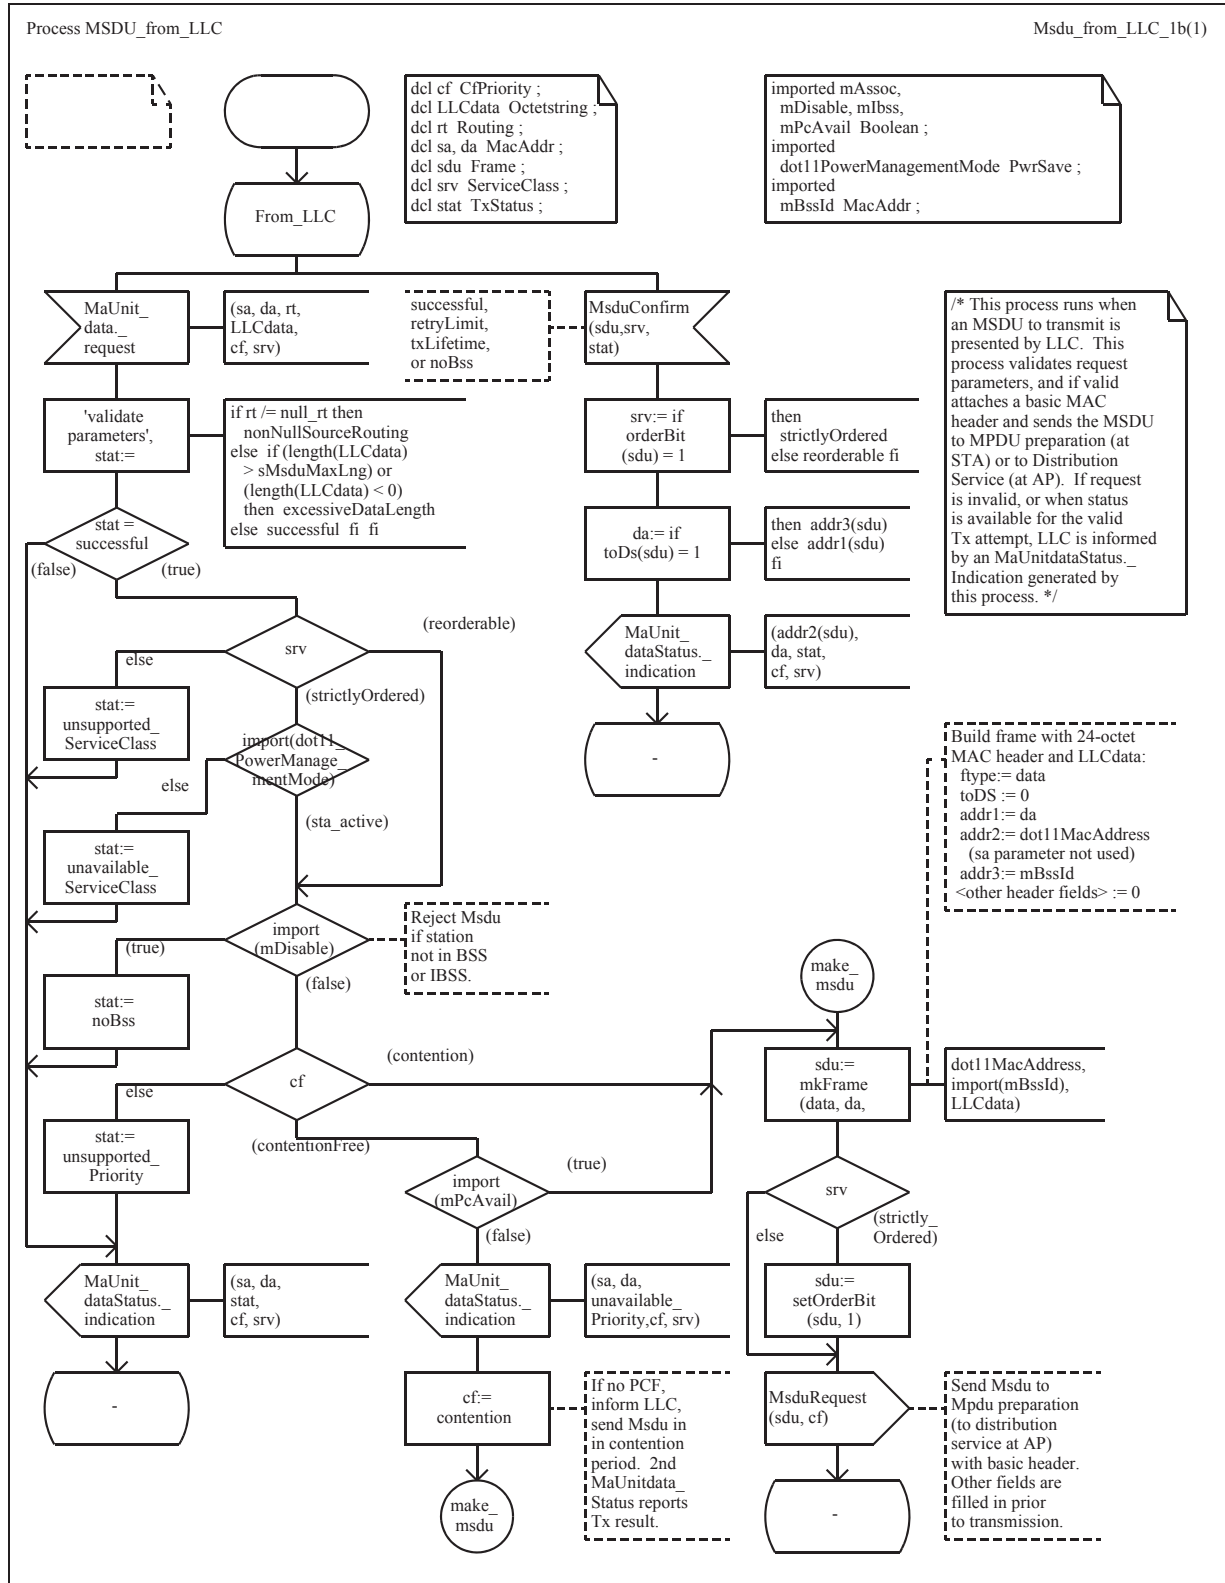 Process MSDU_from_LLC
Msdu_from_LLC_1b(1)
dcl cf CfPriority ;
dcl LLCdata Octetstring ;
dcl rt Routing ;
dcl sa, da MacAddr ;
dcl sdu Frame ;
dcl srv ServiceClass ;
dcl stat TxStatus ;
imported mAssoc,
mDisable, mIbss,
mPcAvail Boolean ;
imported
dot11PowerManagementMode PwrSave ;
imported
mBssId MacAddr ;
From_LLC
MaUnit_
data._
request
(sa, da, rt,
LLCdata,
cf, srv)
successful,
retryLimit,
txLifetime,
or noBss
MsduConfirm
(sdu,srv,
stat)
/* This process runs when
an MSDU to transmit is
presented by LLC. This
process validates request
parameters, and if valid
attaches a basic MAC
header and sends the MSDU
to MPDU preparation (at
STA) or to Distribution
Service (at AP). If request
is invalid, or when status
is available for the valid
Tx attempt, LLC is informed
by an MaUnitdataStatus._
Indication generated by
this process. */
'validate
parameters',
stat:=
if rt /= null_rt then
nonNullSourceRouting
else if (length(LLCdata)
> sMsduMaxLng) or
(length(LLCdata) < 0)
then excessiveDataLength
else successful fi fi
srv:= if
orderBit
(sdu) = 1
then
strictlyOrdered
else reorderable fi
stat =
successful
(false)
(true)
da:= if
toDs(sdu) = 1
then addr3(sdu)
else addr1(sdu)
fi
srv
(reorderable)
else
(strictlyOrdered)
MaUnit_
dataStatus._
indication
(addr2(sdu),
da, stat,
cf, srv)
stat:=
unsupported_
ServiceClass
import(dot11_
PowerManage_
mentMode)
else
(sta_active)
-
Build frame with 24-octet
MAC header and LLCdata:
ftype:= data
toDS := 0
addr1:= da
addr2:= dot11MacAddress
(sa parameter not used)
addr3:= mBssId
<other header fields> := 0
stat:=
unavailable_
ServiceClass
import
(mDisable)
(true)
(false)
Reject Msdu
if station
not in BSS
or IBSS.
stat:=
noBss
make_
msdu
cf
(contention)
else
(contentionFree)
sdu:=
mkFrame
(data, da,
dot11MacAddress,
import(mBssId),
LLCdata)
stat:=
unsupported_
Priority
import
(mPcAvail)
(true)
(false)
srv
else
(strictly_
Ordered)
MaUnit_
dataStatus._
indication
(sa, da,
stat,
cf, srv)
MaUnit_
dataStatus._
indication
(sa, da,
unavailable_
Priority,cf, srv)
sdu:=
setOrderBit
(sdu, 1)
-
cf:=
contention
If no PCF,
inform LLC,
send Msdu in
in contention
period. 2nd
MaUnitdata_
Status reports
Tx result.
MsduRequest
(sdu, cf)
Send Msdu to
Mpdu preparation
(to distribution
service at AP)
with basic header.
Other fields are
filled in prior
to transmission.
make_
msdu
-